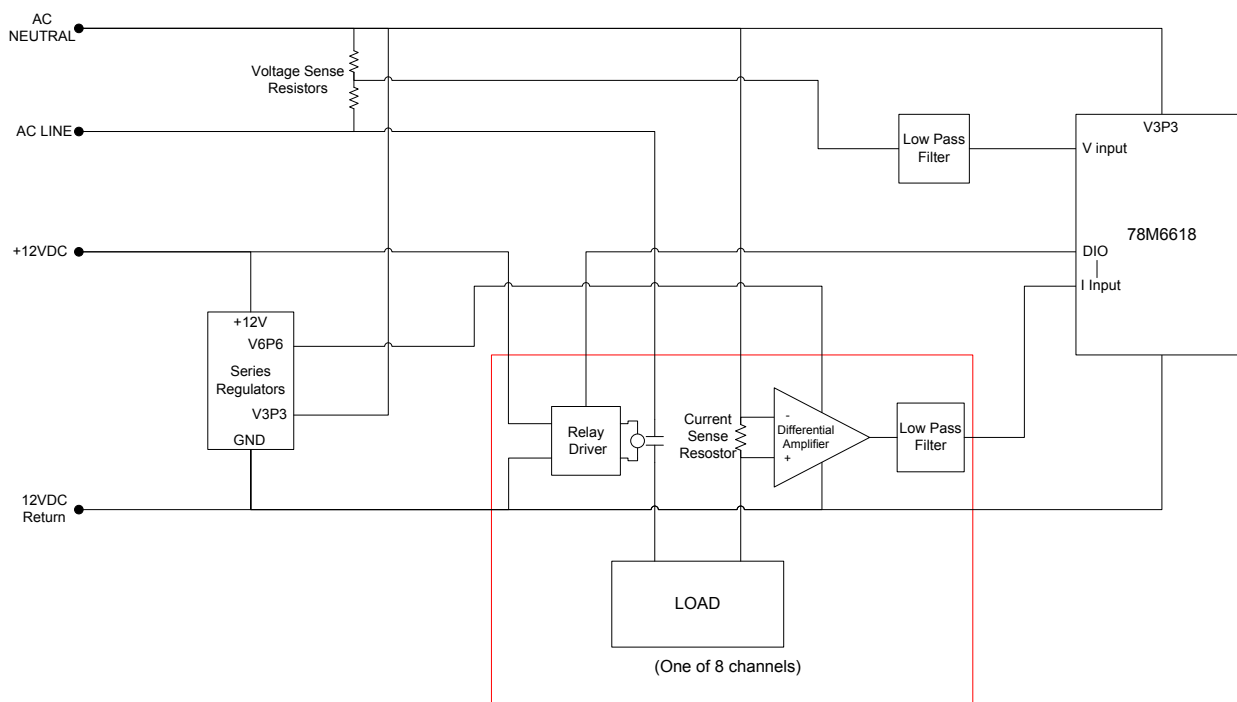 AC
NEUTRAL
Voltage Sense
Resistors
AC LINE
Low Pass
Filter
V3P3
V input
78M6618
+12VDC
DIO
I Input
+12V
V6P6
Series
Regulators
V3P3
GND
Relay
Driver
Current
Sense
Resostor
-
Differential
Amplifier
+
Low Pass
Filter
12VDC
Return
LOAD
(One of 8 channels)